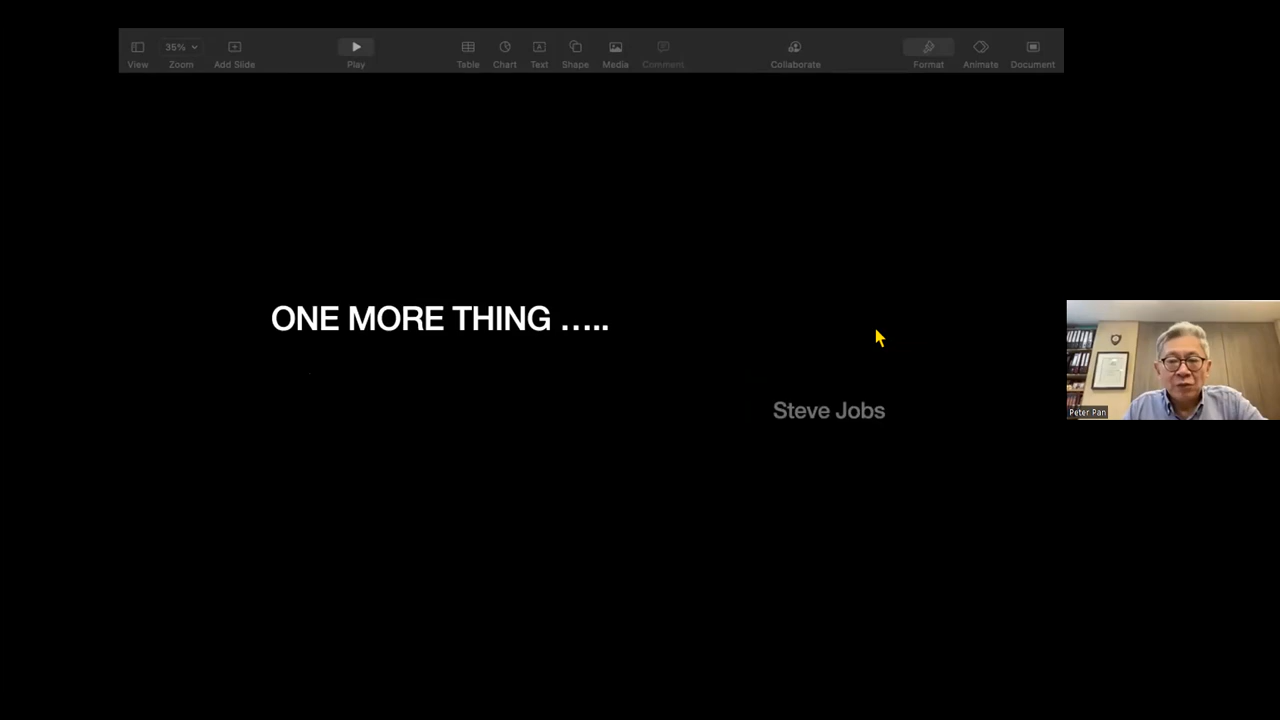 35%
View
Zoom
Add Slide
Play
Table
Chart
Text
Shape
Media
Comment
Collaborate
Format
Animate
Document
ONE MORE THING …..
Steve Jobs
Peter Pan